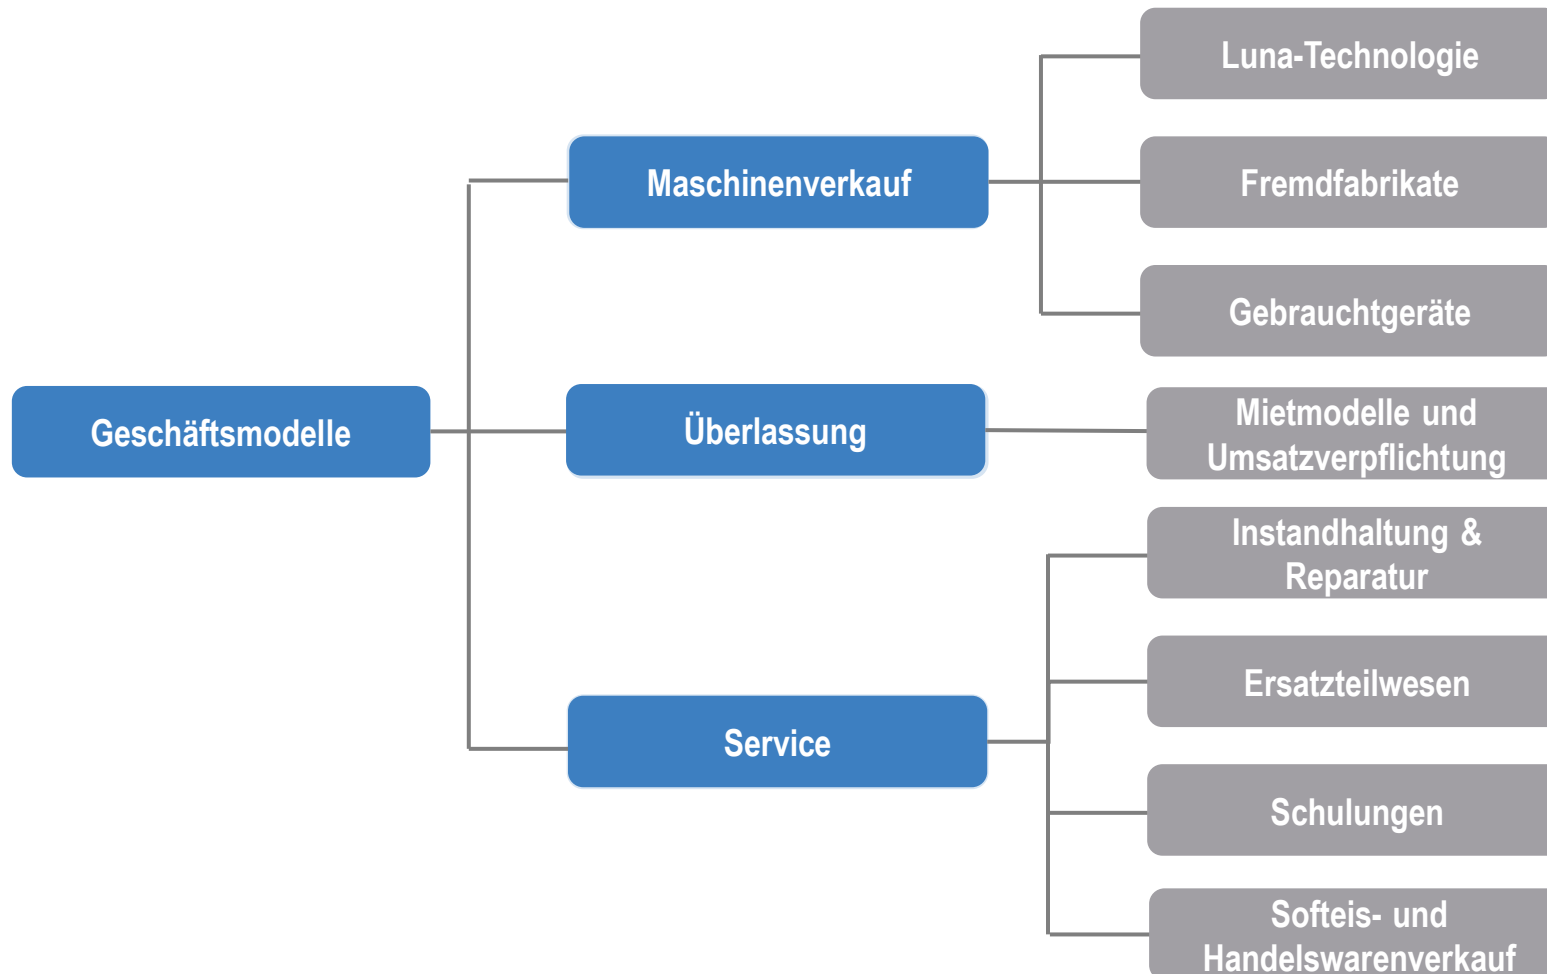 Luna-Technologie
Maschinenverkauf
Fremdfabrikate
Gebrauchtgeräte
Geschäftsmodelle
Überlassung
Mietmodelle und
Umsatzverpflichtung
Instandhaltung &
Reparatur
Ersatzteilwesen
Service
Schulungen
Softeis- und
Handelswarenverkauf